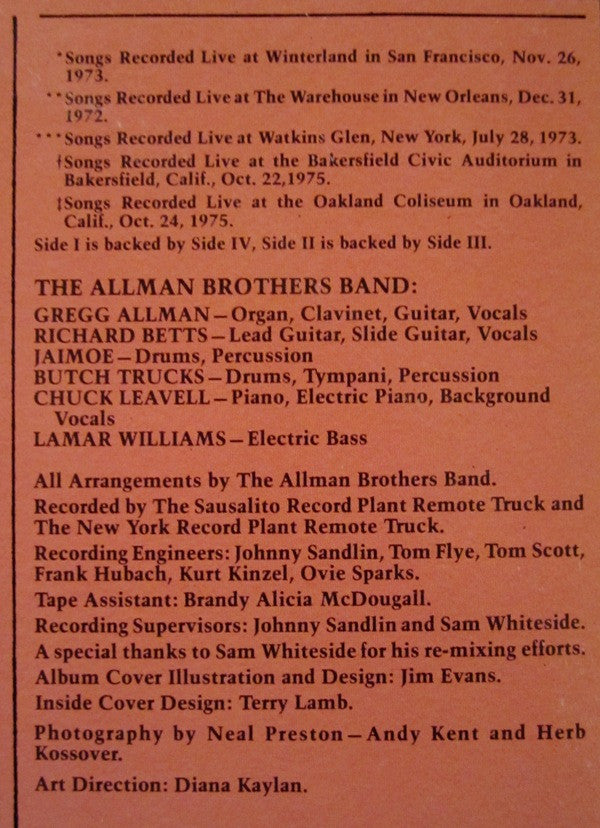 *Songs Recorded Live at Winterland in San Francisco, Nov. 26,
1973.
**Songs Recorded Live at The Warehouse in New Orleans, Dec. 31,
1972.
***Songs Recorded Live at Watkins Glen, New York, July 28, 1973.
†Songs Recorded Live at the Bakersfield Civic Auditorium in
Bakersfield, Calif., Oct. 22,1975.
‡Songs Recorded Live at the Oakland Coliseum in Oakland,
Calif., Oct. 24, 1975.
Side I is backed by Side IV, Side II is backed by Side III.
THE ALLMAN BROTHERS BAND:
GREGG ALLMAN—Organ, Clavinet, Guitar, Vocals
RICHARD BETTS—Lead Guitar, Slide Guitar, Vocals
JAIMOE—Drums, Percussion
BUTCH TRUCKS—Drums, Tympani, Percussion
CHUCK LEAVELL—Piano, Electric Piano, Background
Vocals
LAMAR WILLIAMS—Electric Bass
All Arrangements by The Allman Brothers Band.
Recorded by The Sausalito Record Plant Remote Truck and
The New York Record Plant Remote Truck.
Recording Engineers: Johnny Sandlin, Tom Flye, Tom Scott,
Frank Hubach, Kurt Kinzel, Ovie Sparks.
Tape Assistant: Brandy Alicia McDougall.
Recording Supervisors: Johnny Sandlin and Sam Whiteside.
A special thanks to Sam Whiteside for his re-mixing efforts.
Album Cover Illustration and Design: Jim Evans.
Inside Cover Design: Terry Lamb.
Photography by Neal Preston—Andy Kent and Herb
Kossover.
Art Direction: Diana Kaylan.